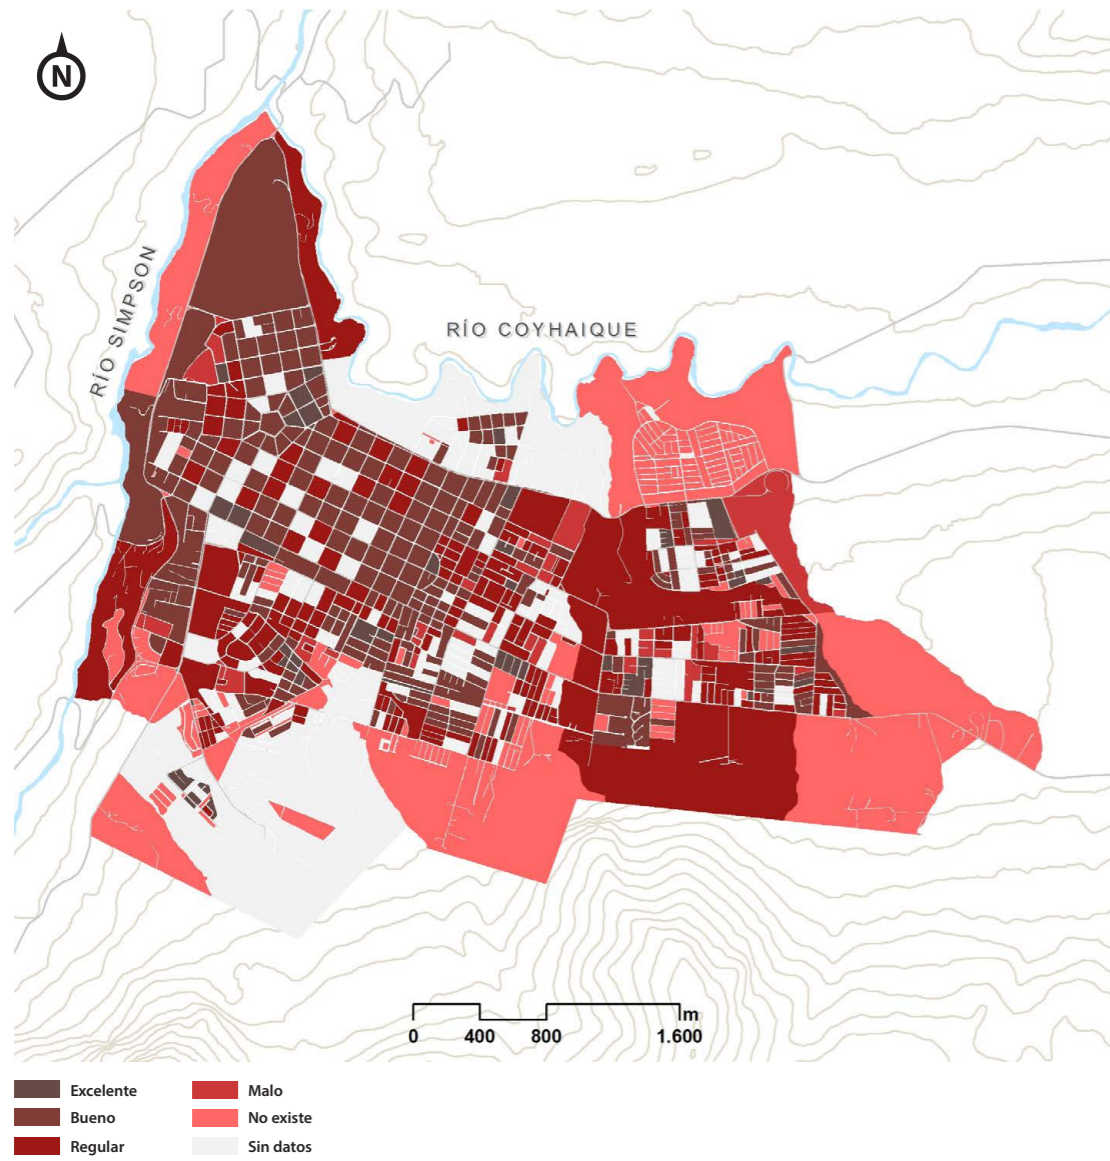 N
RÍO SIMPSON
RÍO COYHAIQUE
m
0 400 800 1.600
Excelente Malo
Bueno No existe
Regular Sin datos